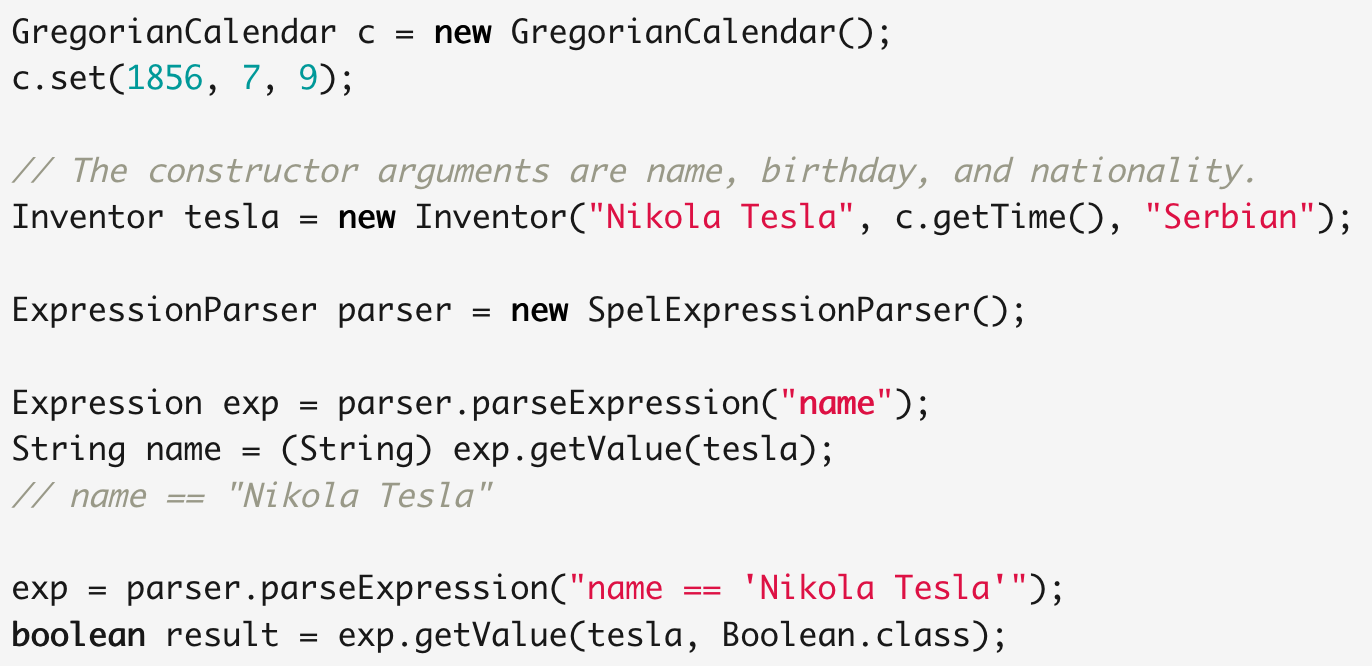 GregorianCalendar c = new GregorianCalendar();
c.set(1856, 7, 9);
// The constructor arguments are name, birthday, and nationality.
Inventor tesla = new Inventor("Nikola Tesla", c.getTime(), "Serbian");
ExpressionParser parser = new SpelExpressionParser();
Expression exp = parser.parseExpression("name");
String name = (String) exp.getValue(tesla);
// name == "Nikola Tesla"
exp = parser.parseExpression("name == 'Nikola Tesla'");
boolean result = exp.getValue(tesla, Boolean.class);